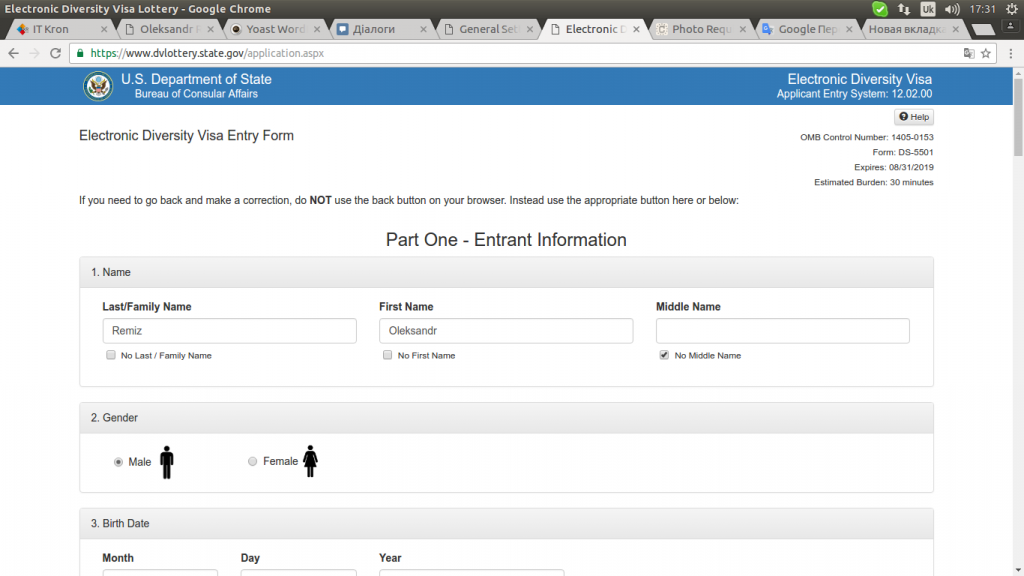 Electronic Diversity Visa Lottery - Google Chrome
Uk 17:31
IT Kron
Oleksandr R
Yoast Word
Діалоги
General Set
Electronic D
Photo Requ
Google Пер
Новая вкладка
https://www.dvlottery.state.gov/application.aspx
U.S. Department of State
Bureau of Consular Affairs
Electronic Diversity Visa
Applicant Entry System: 12.02.00
Help
Electronic Diversity Visa Entry Form
OMB Control Number: 1405-0153
Form: DS-5501
Expires: 08/31/2019
Estimated Burden: 30 minutes
If you need to go back and make a correction, do NOT use the back button on your browser. Instead use the appropriate button here or below:
Part One - Entrant Information
1. Name
Last/Family Name First Name Middle Name
Remiz Oleksandr
No Last / Family Name No First Name No Middle Name
2. Gender
Male Female
3. Birth Date
Month Day Year